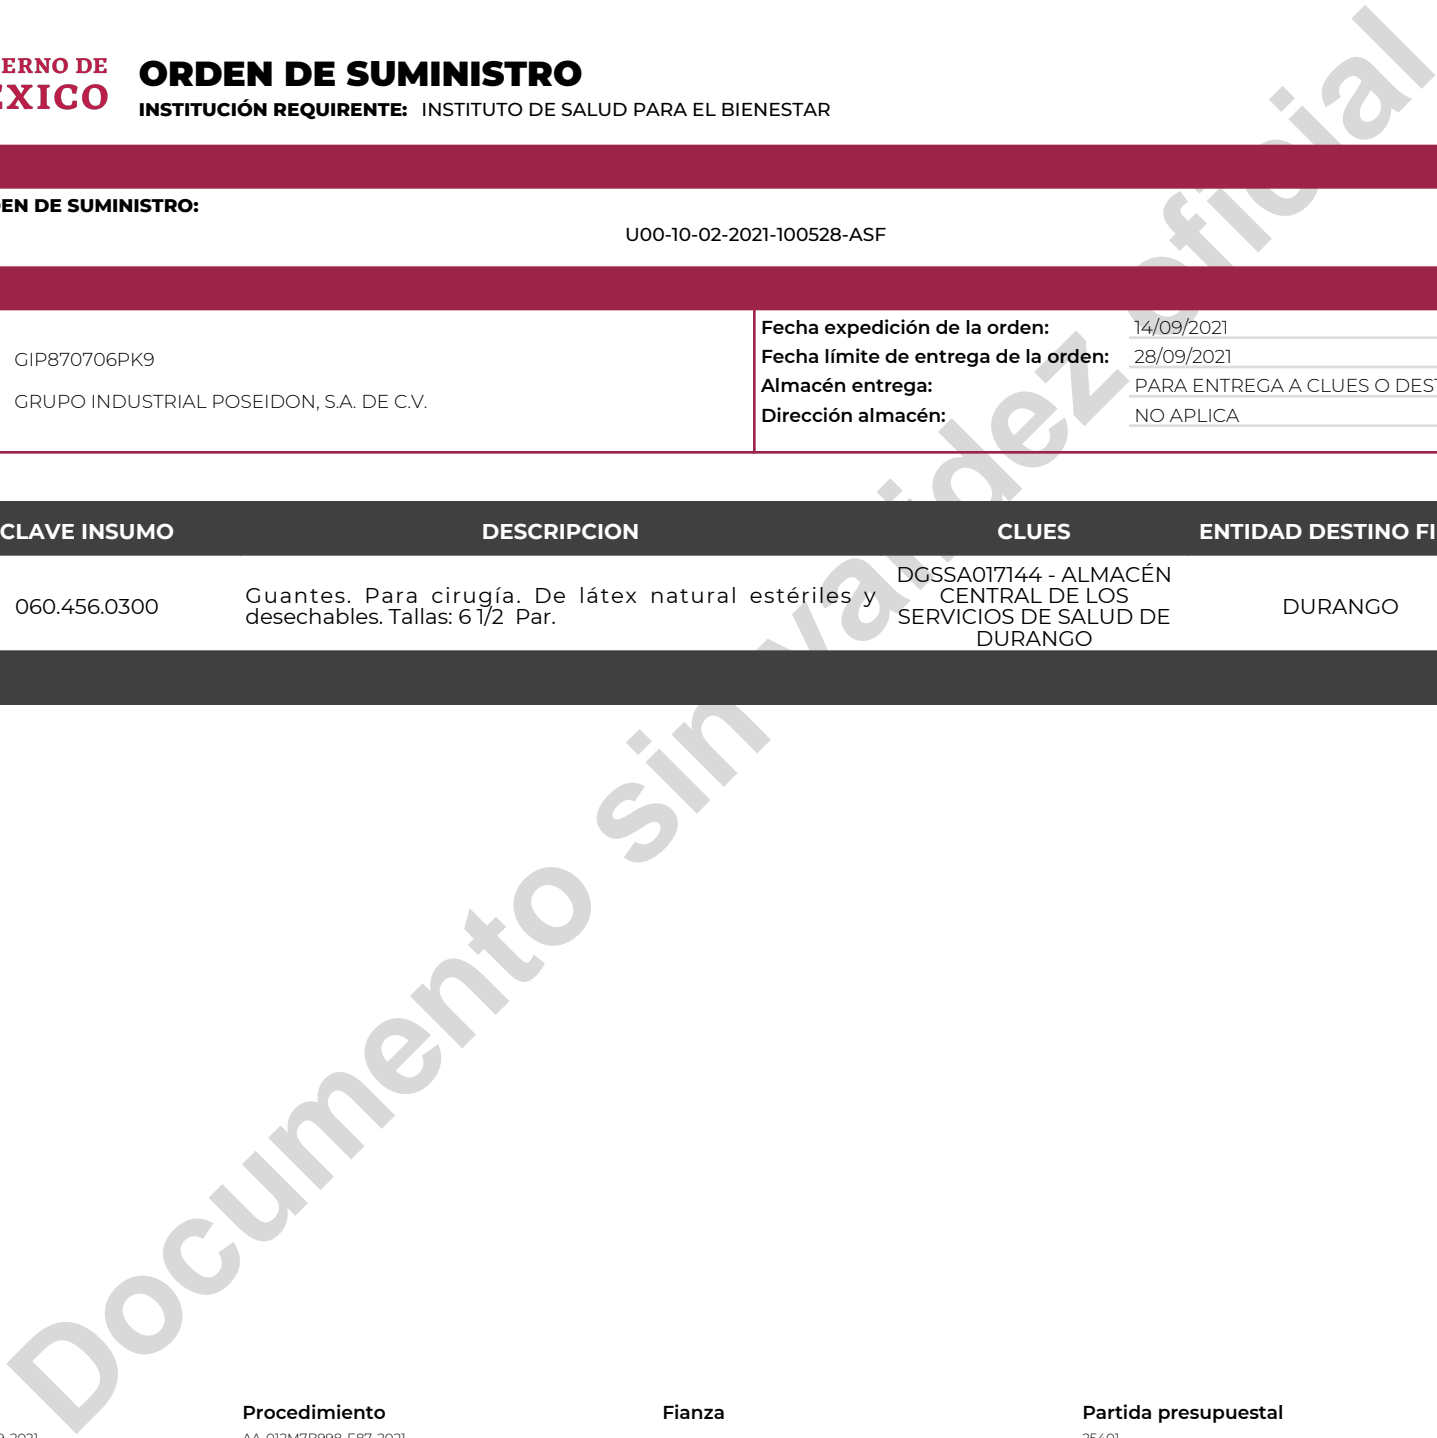 ERNO DE
EXICO
ORDEN DE SUMINISTRO
INSTITUCIÓN REQUIRENTE: INSTITUTO DE SALUD PARA EL BIENESTAR
EN DE SUMINISTRO:
U00-10-02-2021-100528-ASF
GIP870706PK9
GRUPO INDUSTRIAL POSEIDON, S.A. DE C.V.
Fecha expedición de la orden: 14/09/2021
Fecha límite de entrega de la orden: 28/09/2021
Almacén entrega: PARA ENTREGA A CLUES O DEST
Dirección almacén: NO APLICA
CLAVE INSUMO DESCRIPCION CLUES ENTIDAD DESTINO FI
060.456.0300
Guantes. Para cirugía. De látex natural estériles y
desechables. Tallas: 6 1/2 Par.
DGSSA017144 - ALMACÉN
CENTRAL DE LOS
SERVICIOS DE SALUD DE
DURANGO
DURANGO
Documento sin validez oficial
Procedimiento Fianza Partida presupuestal